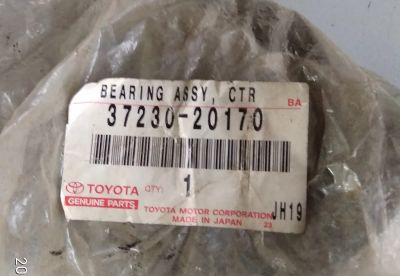 BEARING ASSY, CTR
BA
37230-20170
TOYOTA QTY: 1
GENUINE PARTS
JH19
TOYOTA MOTOR CORPORATION
MADE IN JAPAN 23
20